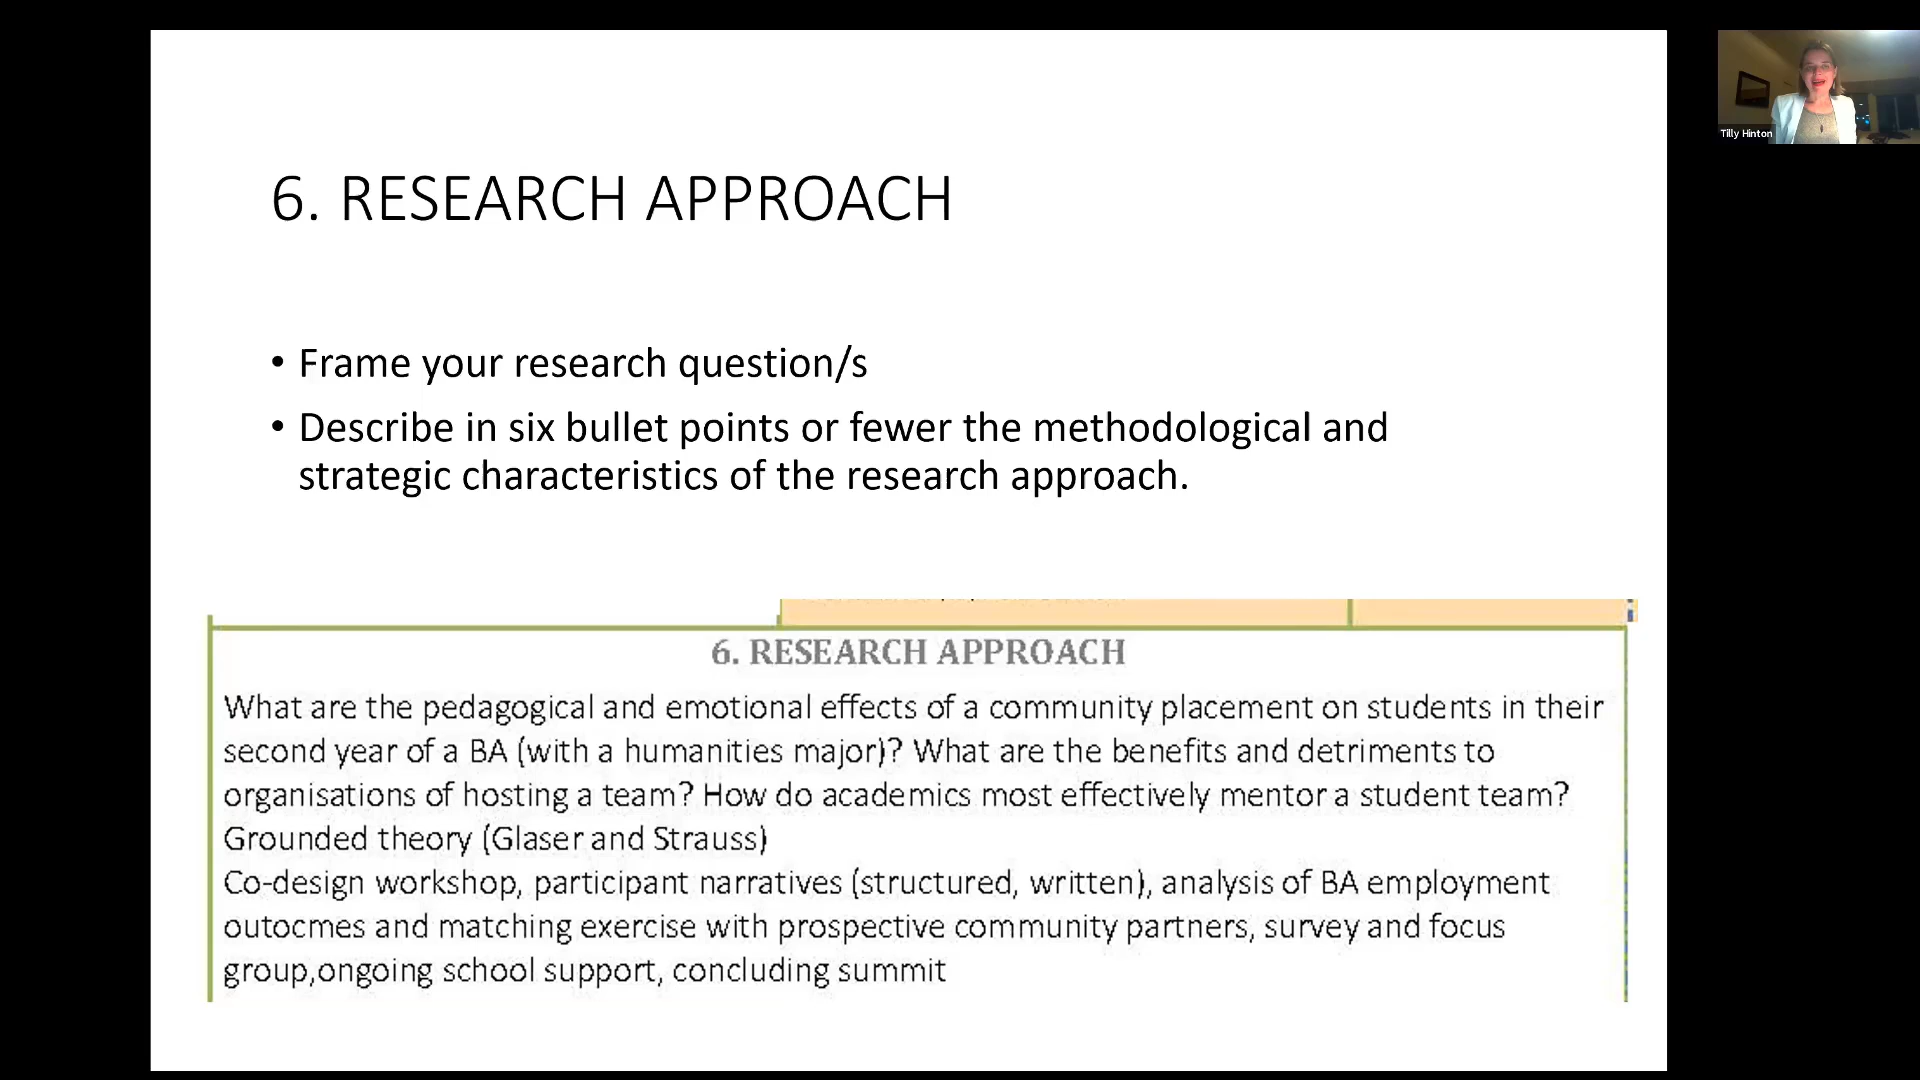 6. RESEARCH APPROACH
• Frame your research question/s
• Describe in six bullet points or fewer the methodological and
strategic characteristics of the research approach.
6. RESEARCH APPROACH
What are the pedagogical and emotional effects of a community placement on students in their
second year of a BA (with a humanities major)? What are the benefits and detriments to
organisations of hosting a team? How do academics most effectively mentor a student team?
Grounded theory (Glaser and Strauss)
Co-design workshop, participant narratives (structured, written), analysis of BA employment
outocmes and matching exercise with prospective community partners, survey and focus
group,ongoing school support, concluding summit
Tilly Hinton